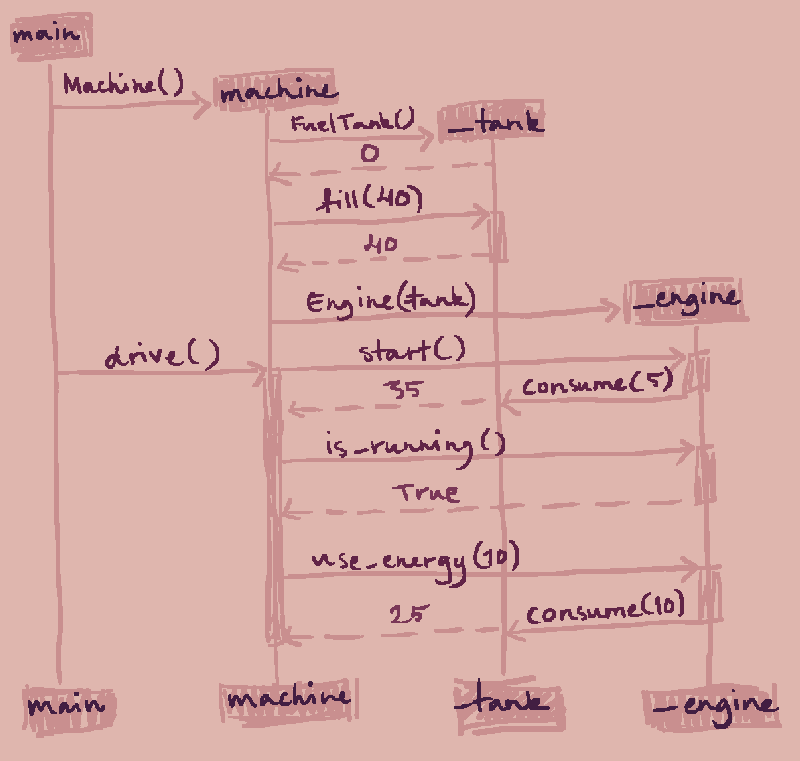 main
Machine()
machine
FuelTank()
_tank
0
fill(40)
40
Engine(tank)
_engine
drive()
start()
consume(5)
35
is_running()
True
use_energy(10)
consume(10)
25
main
machine
_tank
_engine